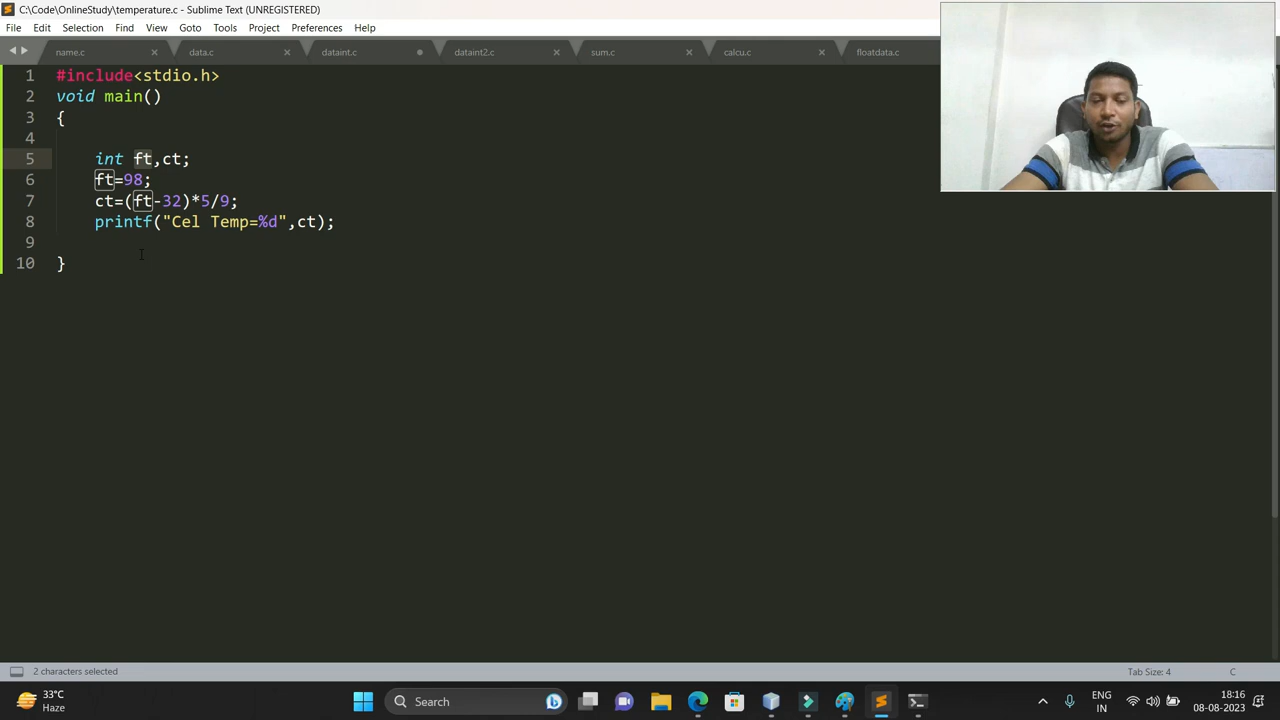 C:\Code\OnlineStudy\temperature.c - Sublime Text (UNREGISTERED)
File Edit Selection Find View Goto Tools Project Preferences Help
name.c data.c dataint.c dataint2.c sum.c calcu.c floatdata.c
1 #include<stdio.h>
2 void main()
3 {
4
5 int ft,ct;
6 ft=98;
7 ct=(ft-32)*5/9;
8 printf("Cel Temp=%d",ct);
9
10 }
2 characters selected Tab Size: 4 C
33°C
Haze
Search
ENG
IN
18:16
08-08-2023